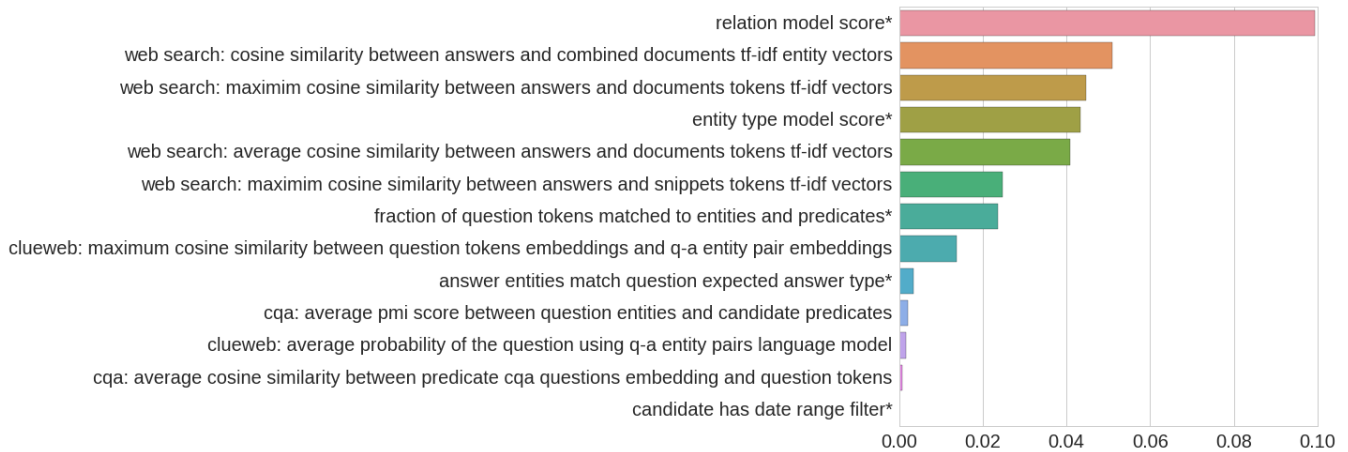 relation model score*
web search: cosine similarity between answers and combined documents tf-idf entity vectors
web search: maximim cosine similarity between answers and documents tokens tf-idf vectors
entity type model score*
web search: average cosine similarity between answers and documents tokens tf-idf vectors
web search: maximim cosine similarity between answers and snippets tokens tf-idf vectors
fraction of question tokens matched to entities and predicates*
clueweb: maximum cosine similarity between question tokens embeddings and q-a entity pair embeddings
answer entities match question expected answer type*
cqa: average pmi score between question entities and candidate predicates
clueweb: average probability of the question using q-a entity pairs language model
cqa: average cosine similarity between predicate cqa questions embedding and question tokens
candidate has date range filter*
0.00 0.02 0.04 0.06 0.08 0.10